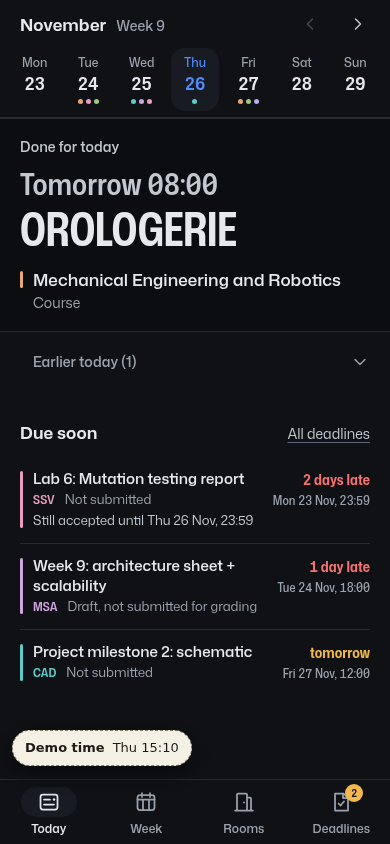 November Week 9
Mon Tue Wed Thu Fri Sat Sun
23 24 25 26 27 28 29
Done for today
Tomorrow 08:00
OROLOGERIE
Mechanical Engineering and Robotics
Course
Earlier today (1)
Due soon All deadlines
Lab 6: Mutation testing report 2 days late
SSV Not submitted Mon 23 Nov, 23:59
Still accepted until Thu 26 Nov, 23:59
Week 9: architecture sheet + 1 day late
scalability Tue 24 Nov, 18:00
MSA Draft, not submitted for grading
Project milestone 2: schematic tomorrow
CAD Not submitted Fri 27 Nov, 12:00
Demo time Thu 15:10
2
Today Week Rooms Deadlines